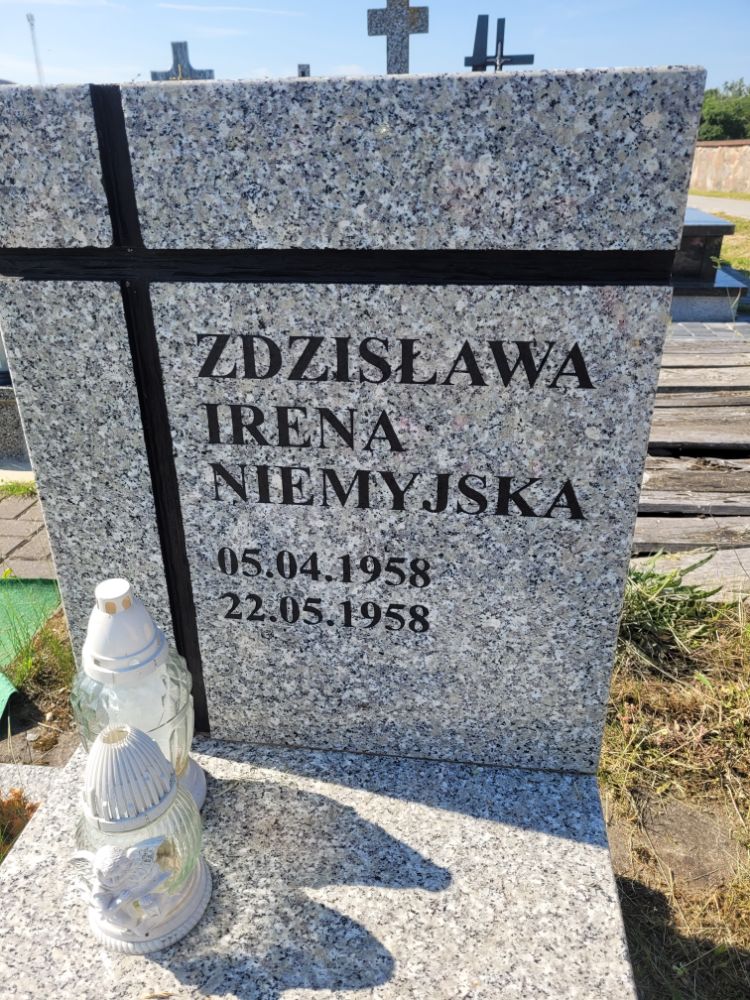 ZDZISŁAWA
IRENA
NIEMYJSKA
05.04.1958
22.05.1958